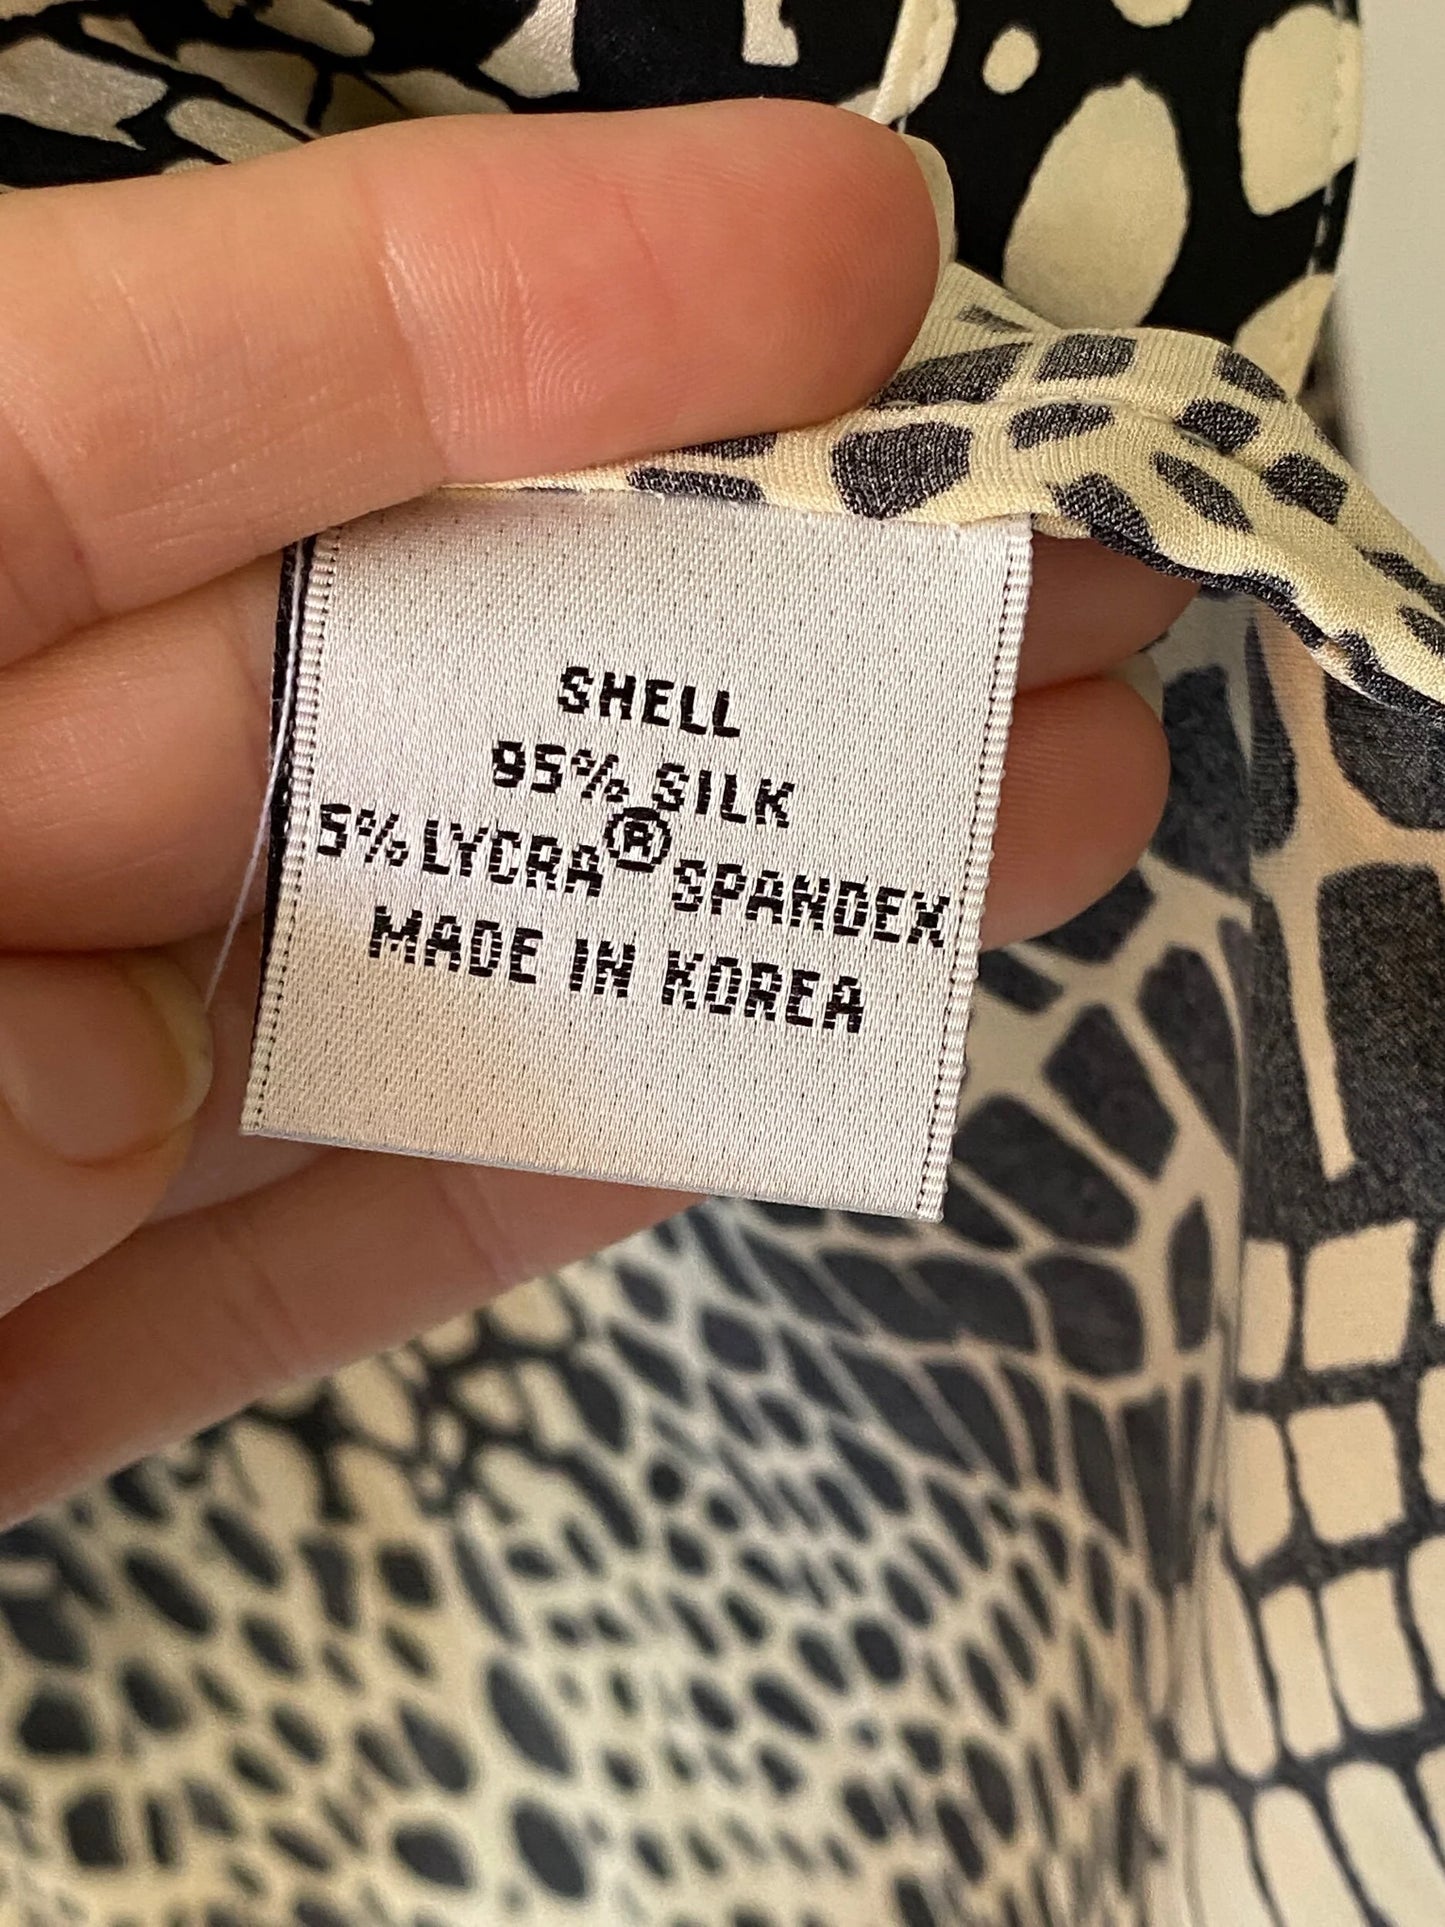 SHELL
95% SILK
5% LYCRA® SPANDEX
MADE IN KOREA